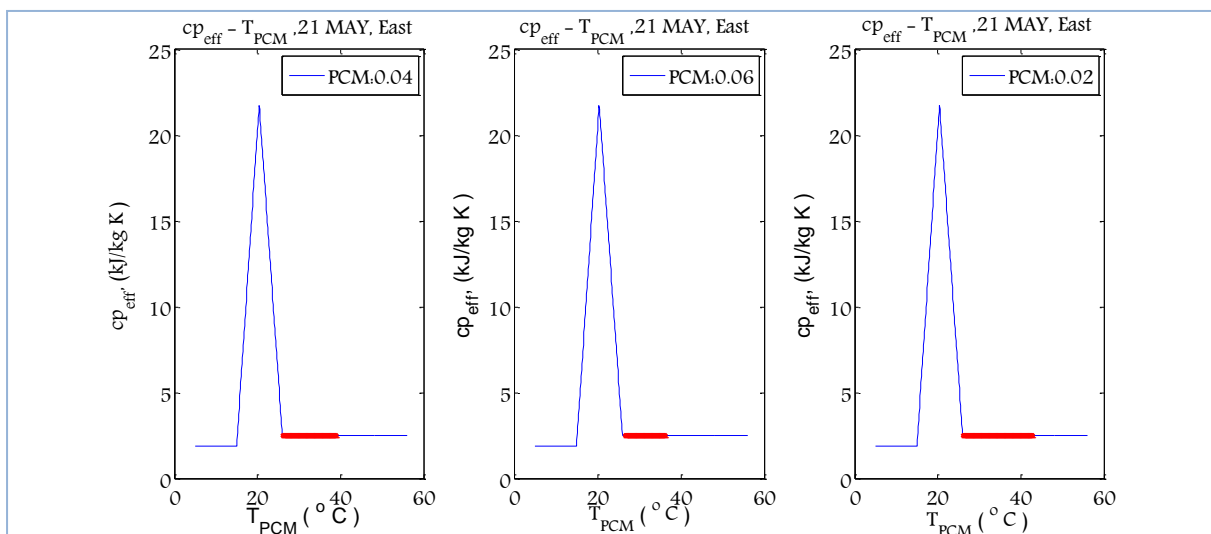 cp_eff – T_PCM ,21 MAY, East
25
20
15
10
5
0
0 20 40 60
cp_eff, (kJ/kg K)
T_PCM ( ° C )
PCM:0.04
cp_eff – T_PCM ,21 MAY, East
25
20
15
10
5
0
0 20 40 60
cp_eff, (kJ/kg K )
T_PCM ( ° C )
PCM:0.06
cp_eff – T_PCM ,21 MAY, East
25
20
15
10
5
0
0 20 40 60
cp_eff, (kJ/kg K )
T_PCM ( ° C )
PCM:0.02